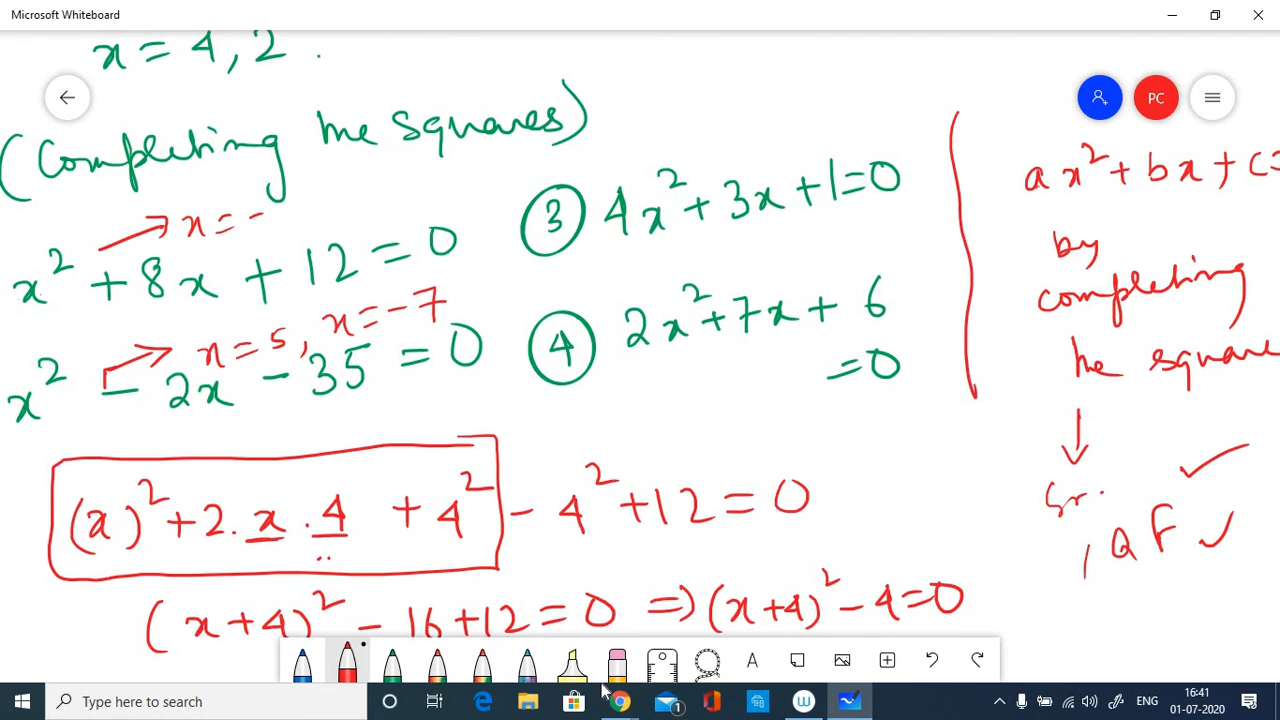 Microsoft Whiteboard
x = 4, 2 .
(Completing the squares)
PC
x² + 8x + 12 = 0
x = -
x² - 2x - 35 = 0
x = 5, x = -7
③ 4x² + 3x + 1 = 0
④ 2x² + 7x + 6
= 0
ax² + bx + c =
by
completing
the square
QF ✓
(x)² + 2 . x . 4 + 4² - 4² + 12 = 0
(x+4)² - 16 + 12 = 0 ⇒ (x+4)² - 4 = 0
Type here to search
1
W
ENG
16:41
01-07-2020